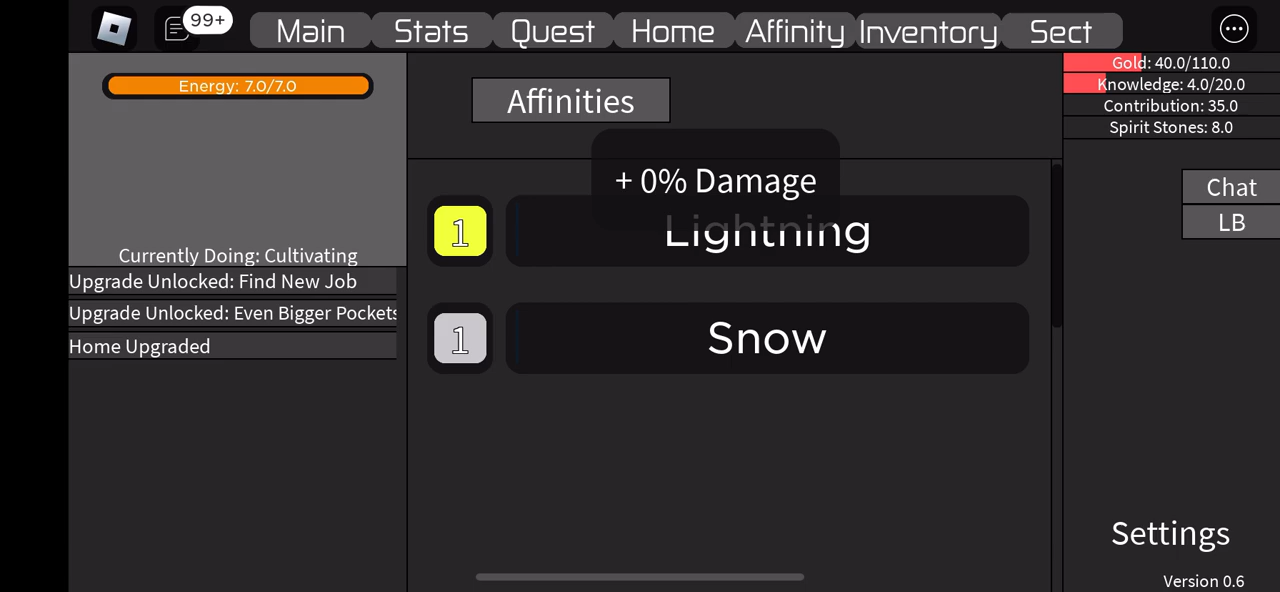 99+
Main
Stats
Quest
Home
Affinity
Inventory
Sect
Energy: 7.0/7.0
Currently Doing: Cultivating
Upgrade Unlocked: Find New Job
Upgrade Unlocked: Even Bigger Pockets
Home Upgraded
Affinities
+ 0% Damage
1
Lightning
1
Snow
Gold: 40.0/110.0
Knowledge: 4.0/20.0
Contribution: 35.0
Spirit Stones: 8.0
Chat
LB
Settings
Version 0.6